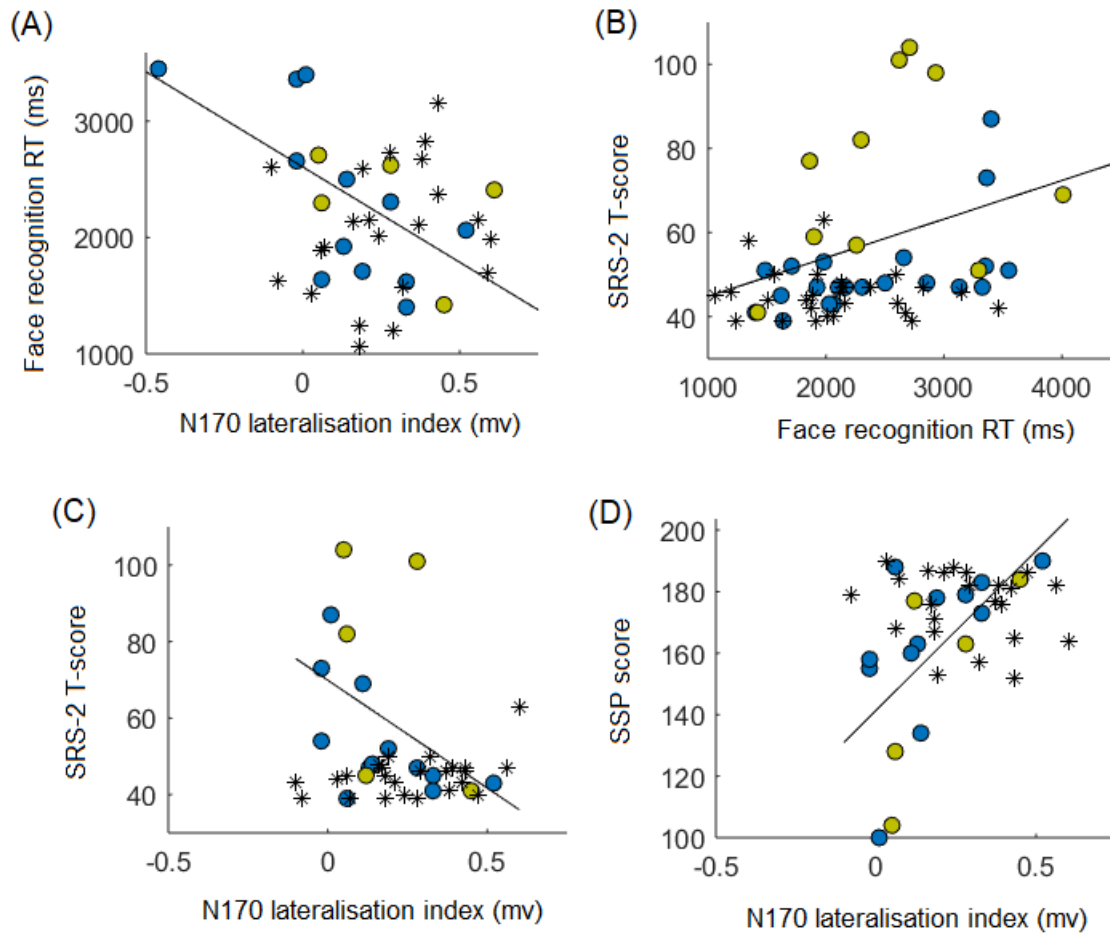 (A)
Face recognition RT (ms)
3000
2000
1000
-0.5
0
0.5
N170 lateralisation index (mv)
(B)
SRS-2 T-score
100
80
60
40
1000
2000
3000
4000
Face recognition RT (ms)
(C)
SRS-2 T-score
100
80
60
40
-0.5
0
0.5
N170 lateralisation index (mv)
(D)
SSP score
200
180
160
140
120
100
-0.5
0
0.5
N170 lateralisation index (mv)